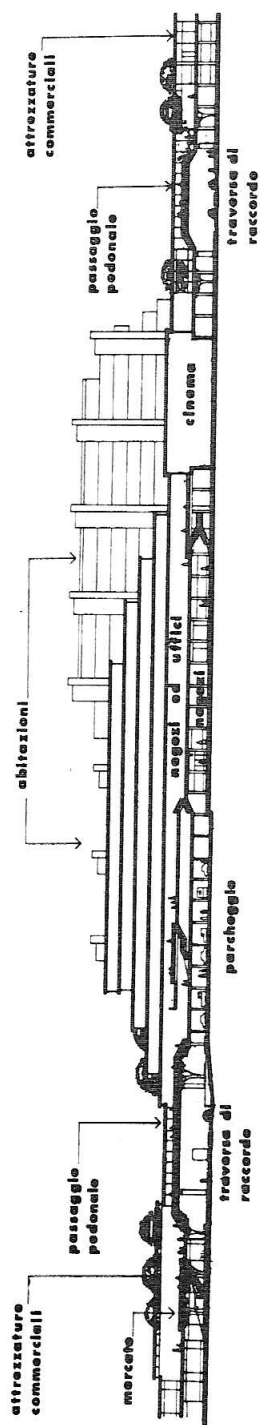 attrezzature
commerciali
passaggio
pedonale
abitazioni
passaggio
pedonale
attrezzature
commerciali
mercato
negozi ed uffici
negozi
cinema
traversa di
raccordo
parcheggio
traversa di
raccordo